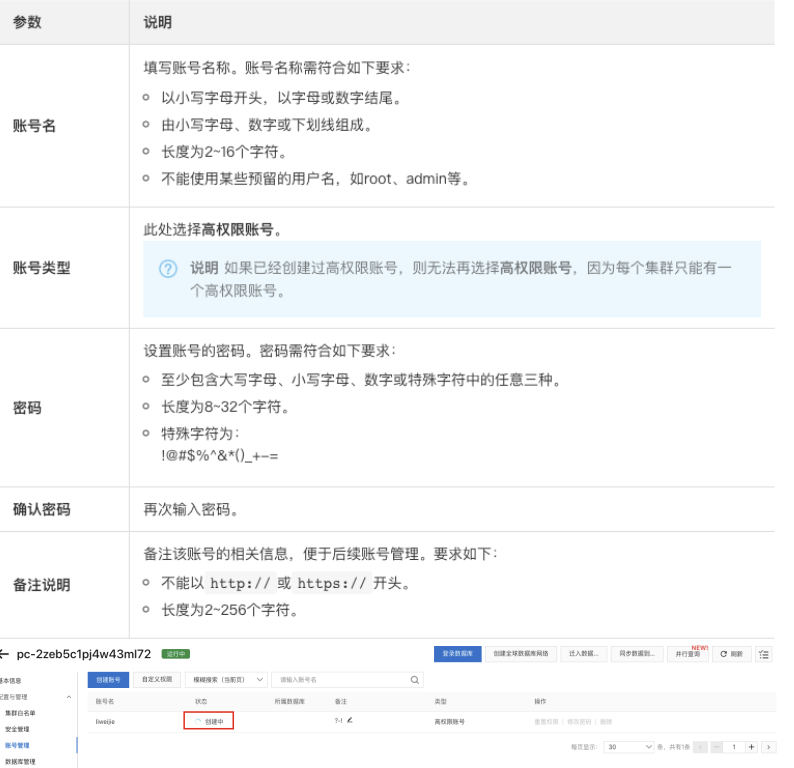 参数 说明
账号名
填写账号名称。账号名称需符合如下要求：
以小写字母开头，以字母或数字结尾。
由小写字母、数字或下划线组成。
长度为2~16个字符。
不能使用某些预留的用户名，如root、admin等。
账号类型
此处选择高权限账号。
说明 如果已经创建过高权限账号，则无法再选择高权限账号，因为每个集群只能有一
个高权限账号。
密码
设置账号的密码。密码需符合如下要求：
至少包含大写字母、小写字母、数字或特殊字符中的任意三种。
长度为8~32个字符。
特殊字符为：
!@#$%^&*()_+-=
确认密码 再次输入密码。
备注说明
备注该账号的相关信息，便于后续账号管理。要求如下：
不能以 http:// 或 https:// 开头。
长度为2~256个字符。
← pc-2zeb5c1pj4w43ml72 运行中 登录数据库 创建全球数据库网络 迁入数据... 同步数据到... 并行查询 NEW! 刷新
基本信息 创建账号 自定义权限 模糊搜索（当前页） 请输入账号名
配置与管理 账号名 状态 所属数据库 备注 类型 操作
集群白名单 liweijie 创建中 ?-! 高权限账号 重置权限 | 修改密码 | 删除
安全管理
账号管理 每页显示： 30 条，共有1条 1
数据库管理